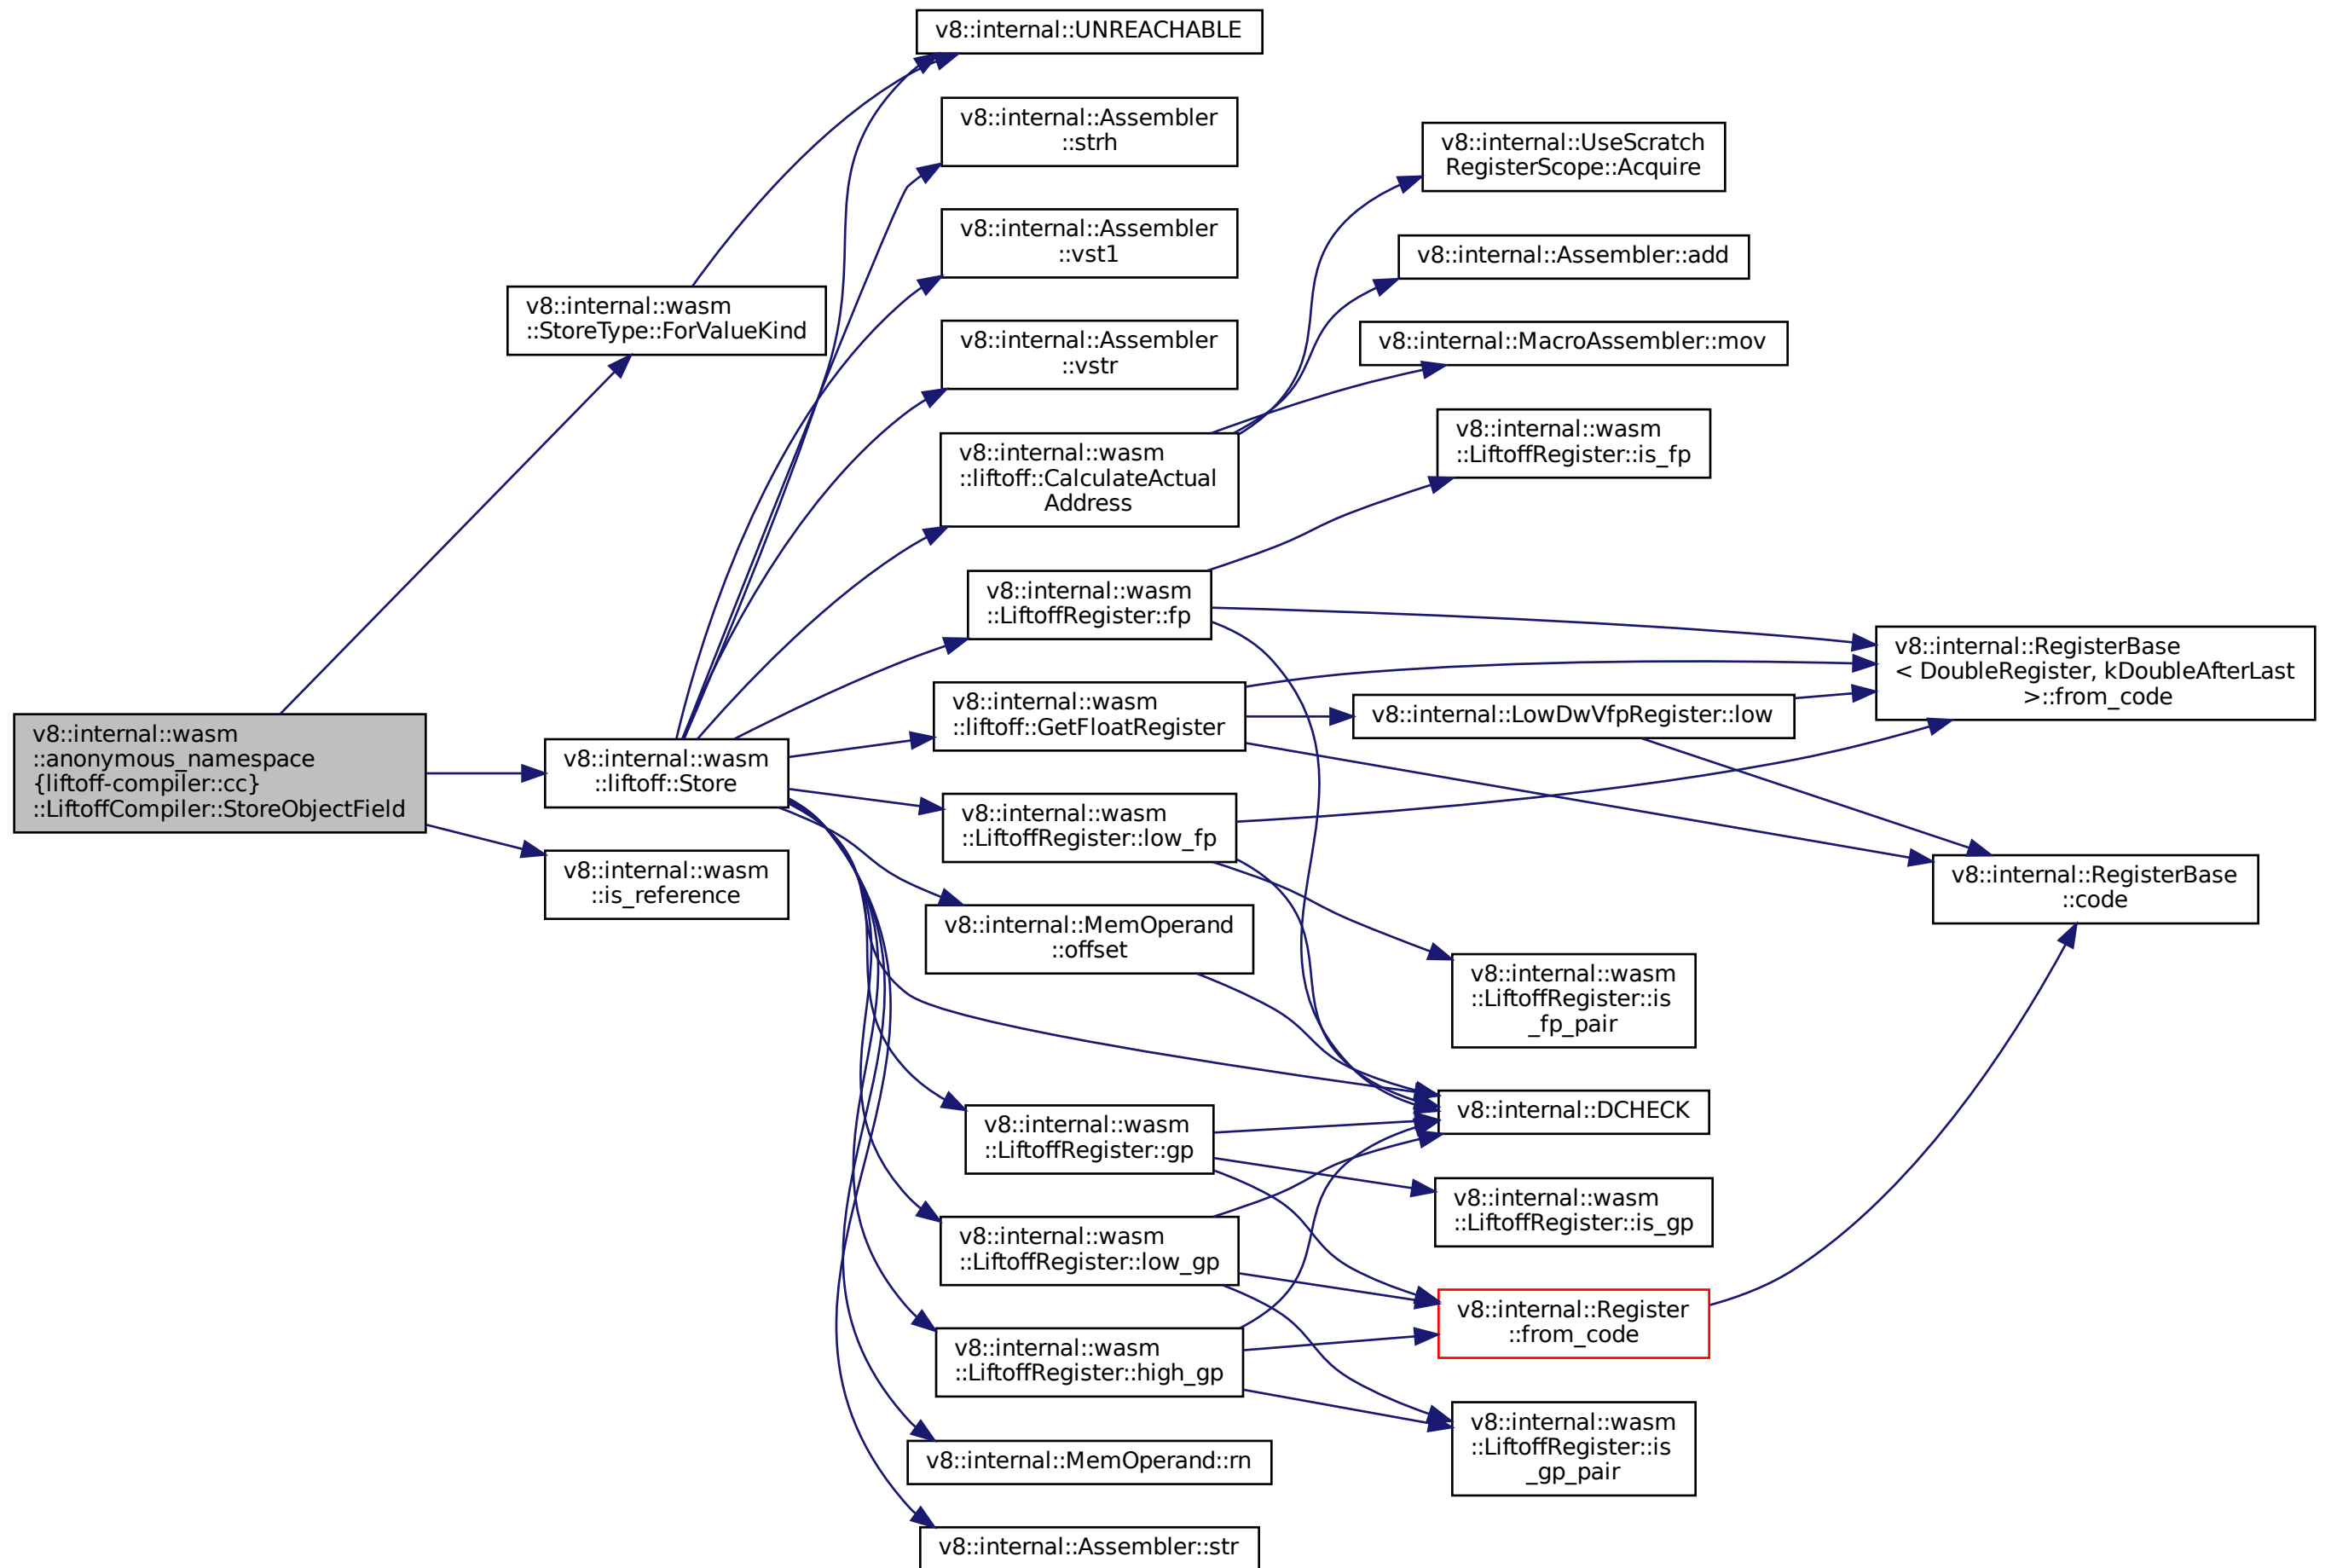 v8::internal::UNREACHABLE
v8::internal::Assembler
::strh
v8::internal::UseScratch
RegisterScope::Acquire
v8::internal::Assembler
::vst1
v8::internal::Assembler::add
v8::internal::wasm
::StoreType::ForValueKind
v8::internal::Assembler
::vstr
v8::internal::MacroAssembler::mov
v8::internal::wasm
::liftoff::CalculateActual
Address
v8::internal::wasm
::LiftoffRegister::is_fp
v8::internal::wasm
::LiftoffRegister::fp
v8::internal::RegisterBase
< DoubleRegister, kDoubleAfterLast
>::from_code
v8::internal::wasm
::liftoff::GetFloatRegister
v8::internal::LowDwVfpRegister::low
v8::internal::wasm
::anonymous_namespace
{liftoff-compiler::cc}
::LiftoffCompiler::StoreObjectField
v8::internal::wasm
::liftoff::Store
v8::internal::wasm
::LiftoffRegister::low_fp
v8::internal::wasm
::is_reference
v8::internal::RegisterBase
::code
v8::internal::MemOperand
::offset
v8::internal::wasm
::LiftoffRegister::is
_fp_pair
v8::internal::DCHECK
v8::internal::wasm
::LiftoffRegister::gp
v8::internal::wasm
::LiftoffRegister::is_gp
v8::internal::wasm
::LiftoffRegister::low_gp
v8::internal::Register
::from_code
v8::internal::wasm
::LiftoffRegister::high_gp
v8::internal::wasm
::LiftoffRegister::is
_gp_pair
v8::internal::MemOperand::rn
v8::internal::Assembler::str